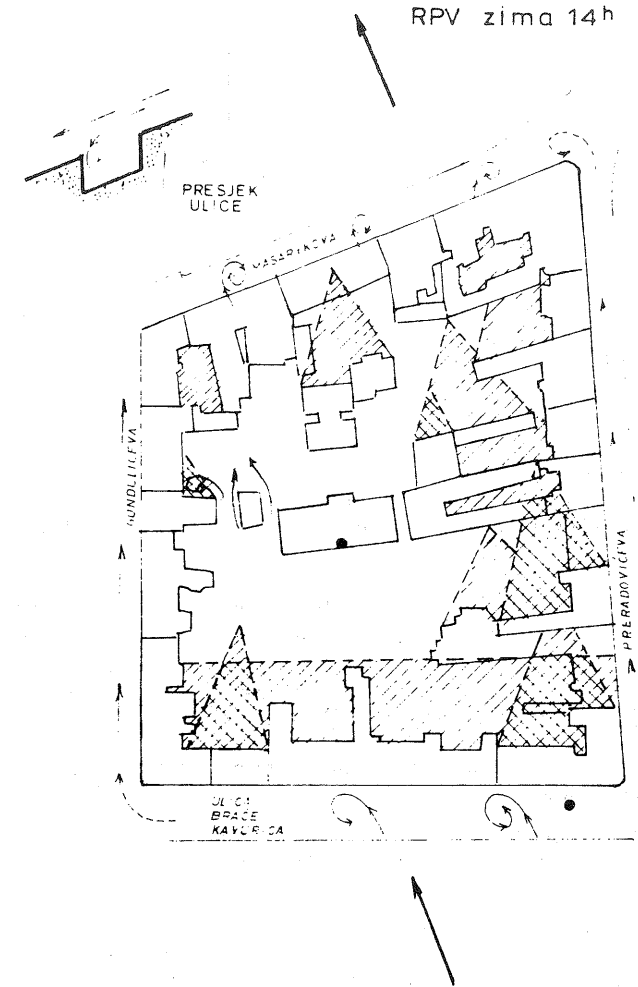 RPV zima 14h
PRESJEK
ULICE
MASARYKOVA
GUNDULIĆEVA
PRERADOVIĆEVA
ULICA
BRAĆE
KAVURIĆA